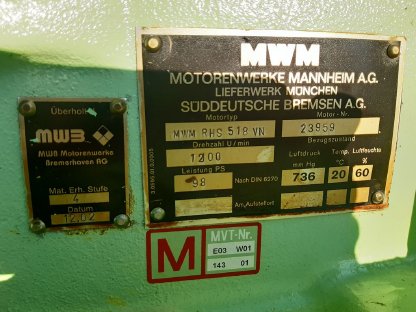 MWM
MOTORENWERKE MANNHEIM A.G.
LIEFERWERK MÜNCHEN
SÜDDEUTSCHE BREMSEN A.G.
Motortyp Motor-Nr.
MWM RHS 518 VN 23959
Drehzahl U/min Bezugszustand
1200 Luftdruck mm Hg Temp. °C Luftfeuchte %
Leistung PS
98 Nach DIN 6270 736 20 60
Am Aufstellort
Überholt
MWB
MWB Motorenwerke
Bremerhaven AG
Mat. Erh. Stufe
4
Datum
12.02
M
MVT-Nr.
E03 W01
143 01